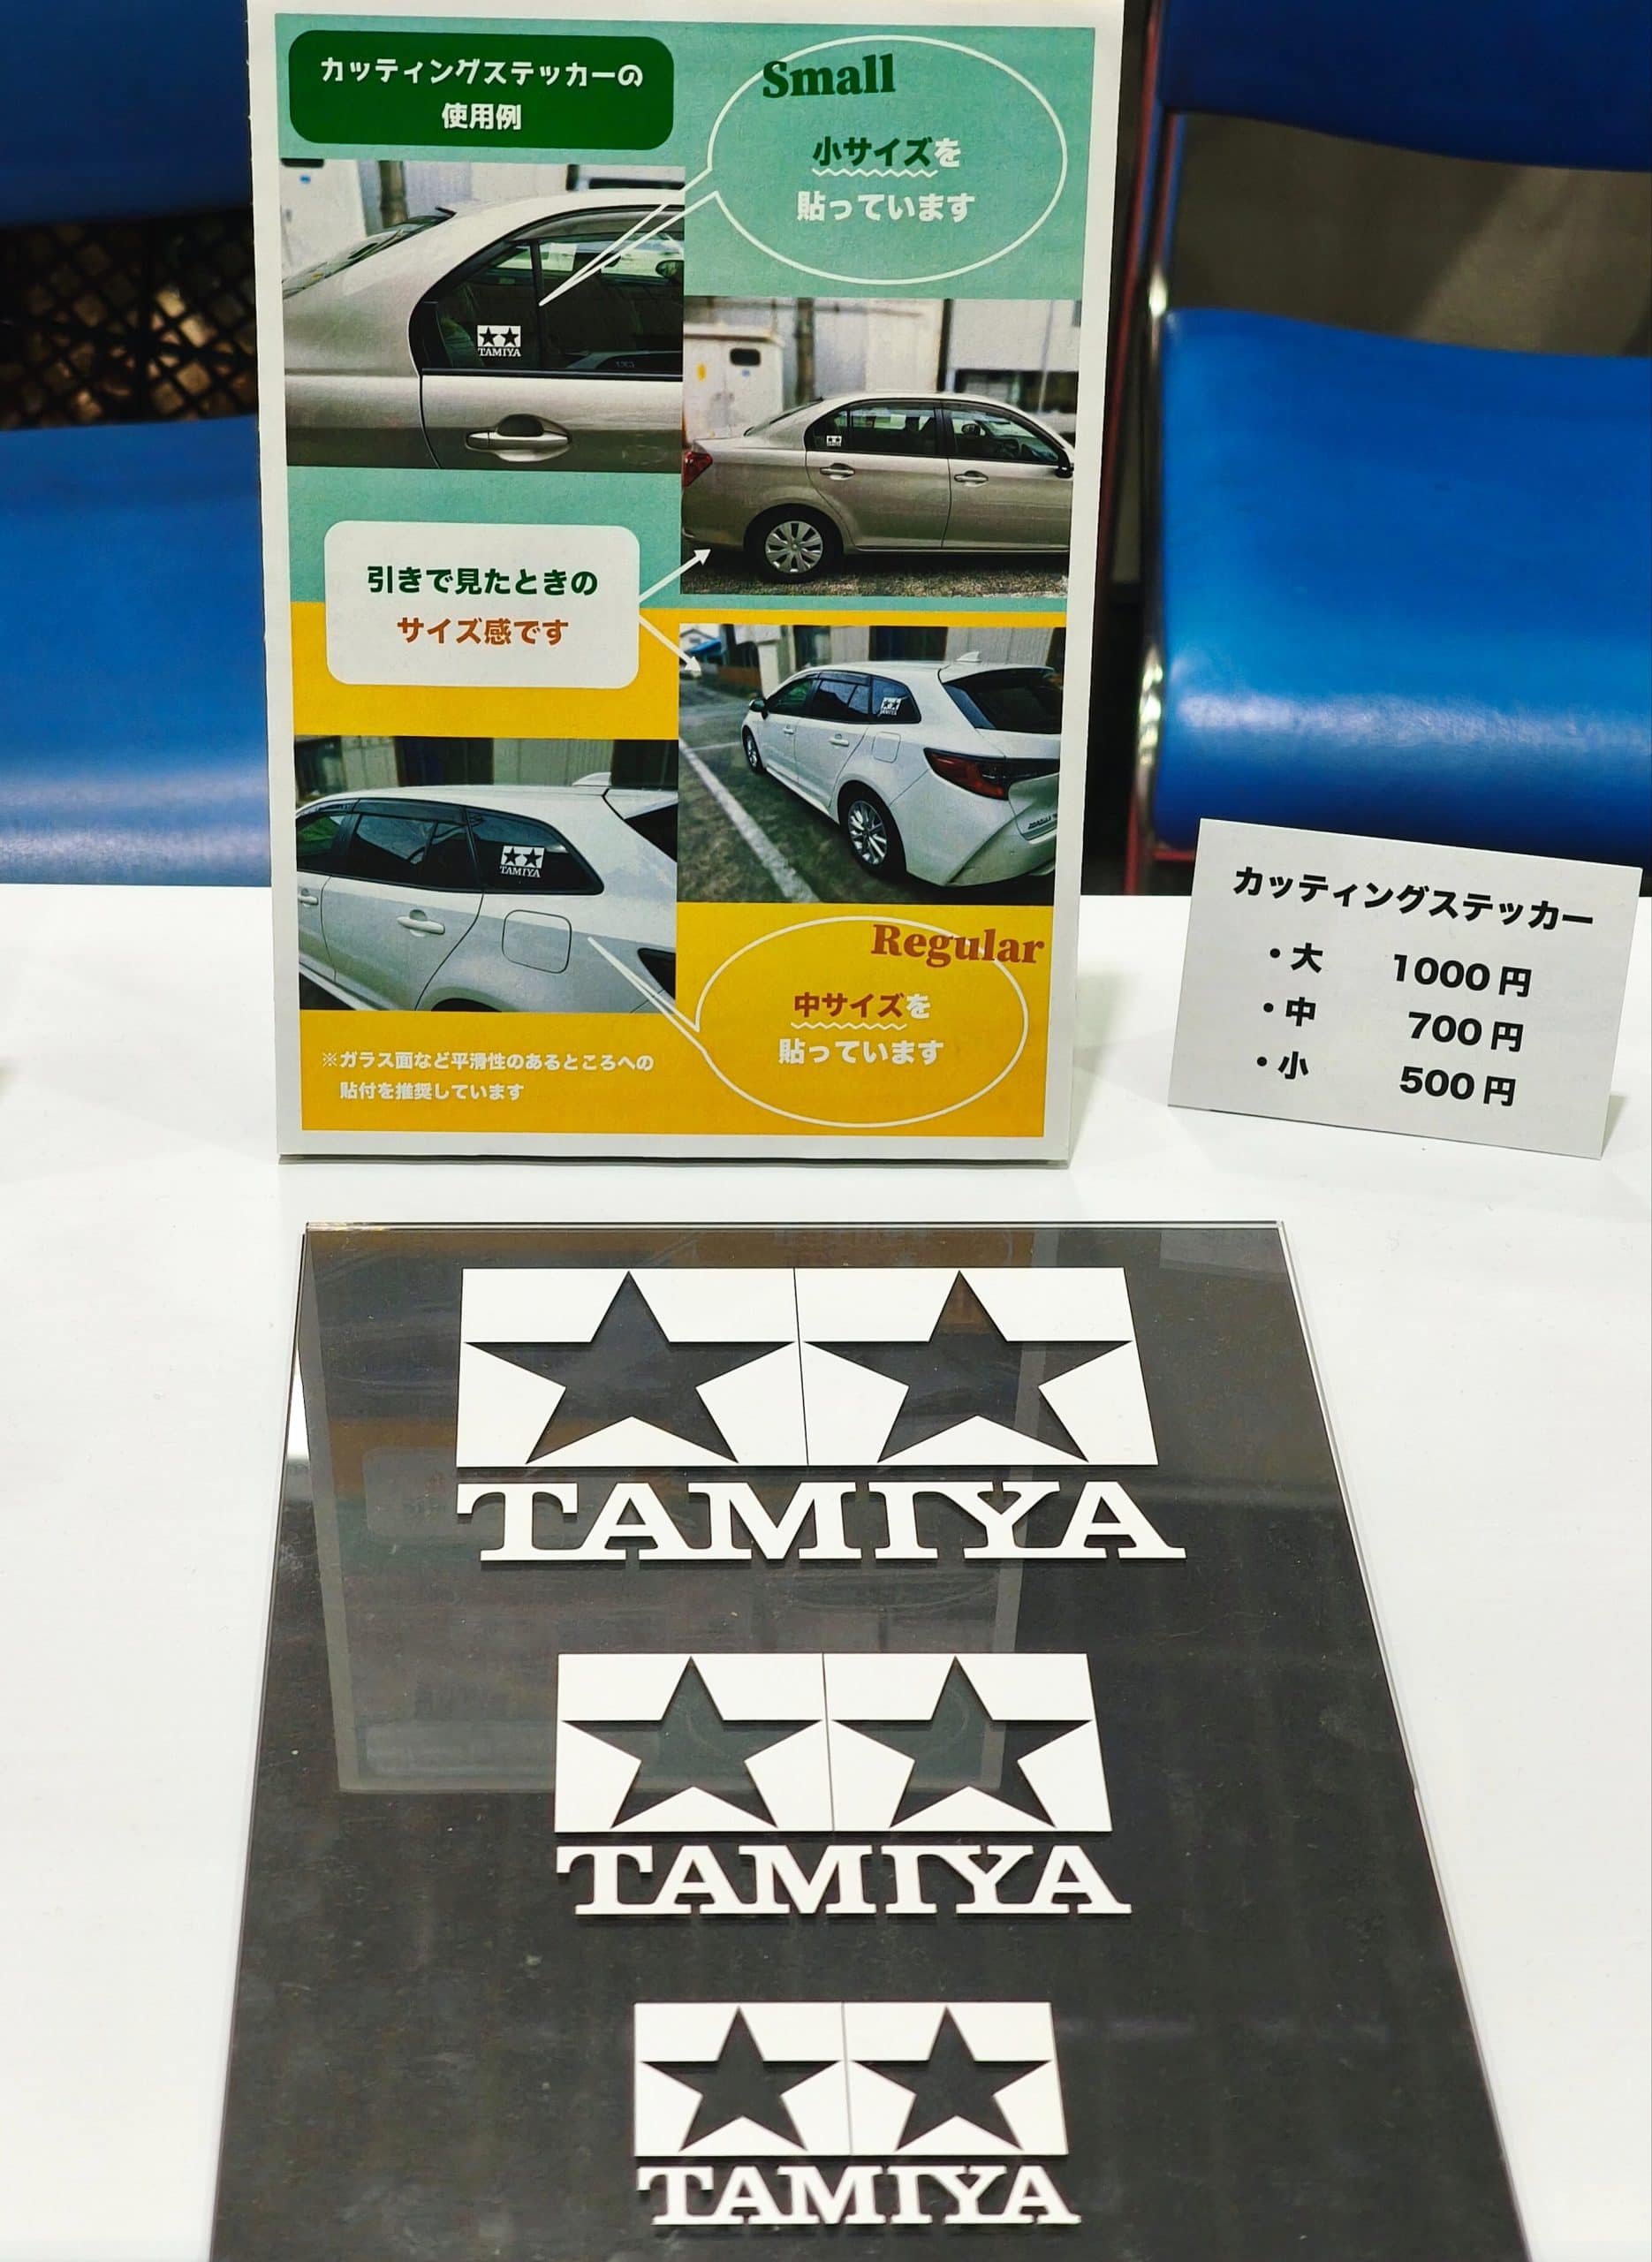 カッティングステッカーの
使用例
Small
小サイズを
貼っています
TAMIYA
引きで見たときの
サイズ感です
TAMIYA
Regular
中サイズを
貼っています
※ガラス面など平滑性のあるところへの
貼付を推奨しています
カッティングステッカー
・大 1000円
・中 700円
・小 500円
TAMIYA
TAMIYA
TAMIYA